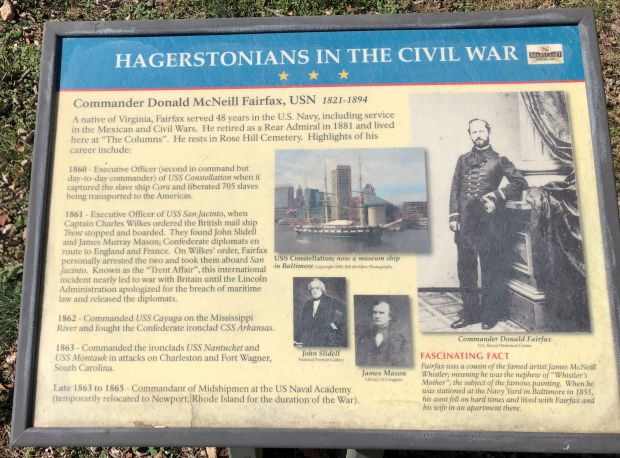 HAGERSTONIANS IN THE CIVIL WAR
MARYLAND
Commander Donald McNeill Fairfax, USN 1821-1894
A native of Virginia, Fairfax served 48 years in the U.S. Navy, including service
in the Mexican and Civil Wars. He retired as a Rear Admiral in 1881 and lived
here at "The Columns". He rests in Rose Hill Cemetery. Highlights of his
career include:
1860 - Executive Officer (second in command but
day-to-day commander) of USS Constellation when it
captured the slave ship Cora and liberated 705 slaves
being transported to the Americas.
1861 - Executive Officer of USS San Jacinto, when
Captain Charles Wilkes ordered the British mail ship
Trent stopped and boarded. They found John Slidell
and James Murray Mason; Confederate diplomats en
route to England and France. On Wilkes' order, Fairfax
personally arrested the two and took them aboard San
Jacinto. Known as the "Trent Affair", this international
incident nearly led to war with Britain until the Lincoln
Administration apologized for the breach of maritime
law and released the diplomats.
1862 - Commanded USS Cayuga on the Mississippi
River and fought the Confederate ironclad CSS Arkansas.
1863 - Commanded the ironclads USS Nantucket and
USS Montauk in attacks on Charleston and Fort Wagner,
South Carolina.
Late 1863 to 1865 - Commandant of Midshipmen at the US Naval Academy
(temporarily relocated to Newport, Rhode Island for the duration of the War).
USS Constellation; now a museum ship
in Baltimore Copyright 2008, Bill McAllen Photography
John Slidell
National Portrait Gallery
James Mason
Library of Congress
Commander Donald Fairfax
U.S. Naval Historical Center
FASCINATING FACT
Fairfax was a cousin of the famed artist James McNeill
Whistler; meaning he was the nephew of "Whistler's
Mother"; the subject of the famous painting. When he
was stationed at the Navy Yard in Baltimore in 1855,
his aunt fell on hard times and lived with Fairfax and
his wife in an apartment there.